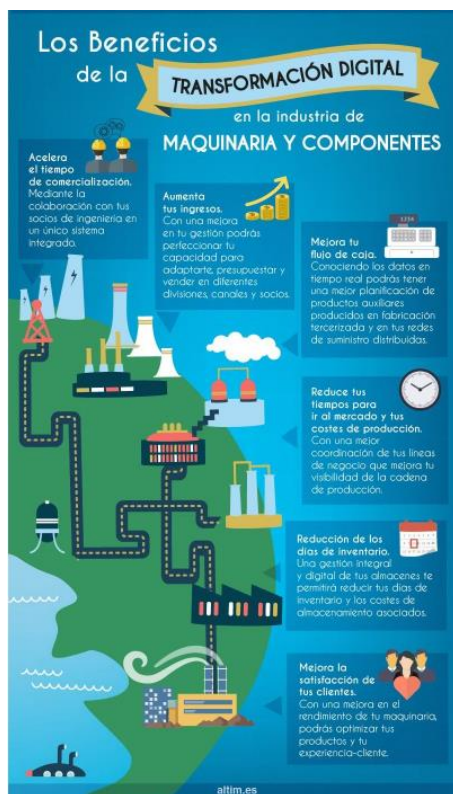 Los Beneficios
de la
TRANSFORMACIÓN DIGITAL
en la industria de
MAQUINARIA Y COMPONENTES
Acelera
el tiempo
de comercialización.
Mediante la
colaboración con tus
socios de ingeniería en
un único sistema
integrado.
Aumenta
tus ingresos.
Con una mejora
en tu gestión podrás
perfeccionar tu
capacidad para
adaptarte, presupuestar y
vender en diferentes
divisiones, canales y socios.
1234
Mejora tu
flujo de caja.
Conociendo los datos en
tiempo real podrás tener
una mejor planificación de
productos auxiliares
producidos en fabricación
tercerizada y en tus redes
de suministro distribuidas.
Reduce tus
tiempos para
ir al mercado y tus
costes de producción.
Con una mejor
coordinación de tus líneas
de negocio que mejora tu
visibilidad de la cadena
de producción.
Reducción de los
días de inventario.
Una gestión integral
y digital de tus almacenes te
permitirá reducir tus días de
inventario y los costes de
almacenamiento asociados.
Mejora la
satisfacción de
tus clientes.
Con una mejora en el
rendimiento de tu maquinaria,
podrás optimizar tus
productos y tu
experiencia-cliente.
altim.es